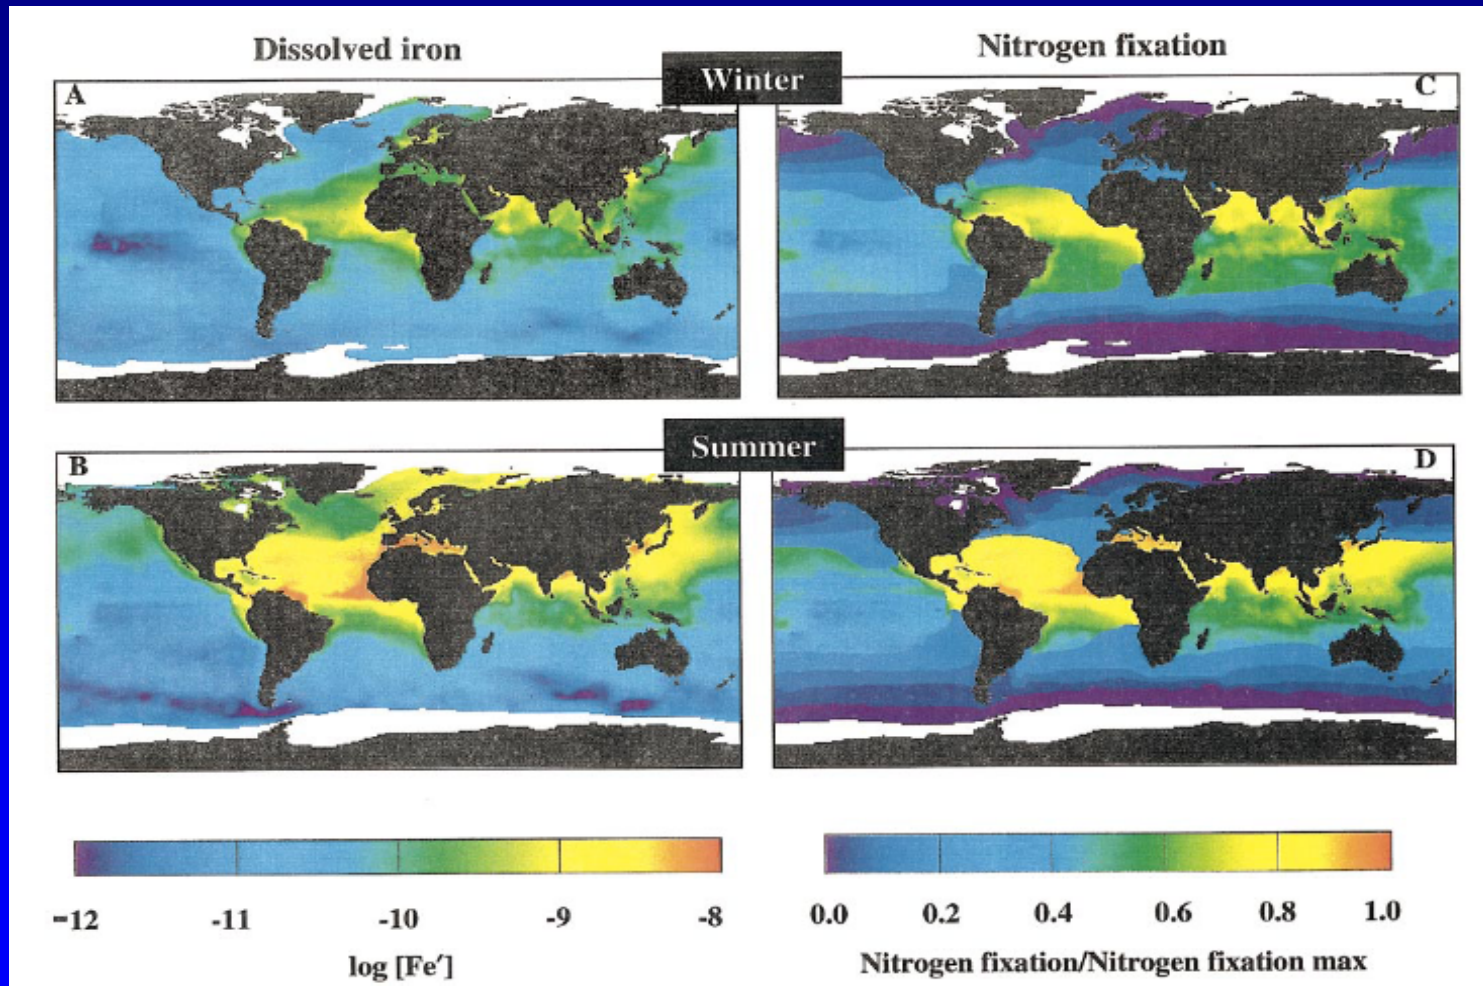 Dissolved iron
Nitrogen fixation
Winter
A
C
Summer
B
D
-12 -11 -10 -9 -8
log [Fe′]
0.0 0.2 0.4 0.6 0.8 1.0
Nitrogen fixation/Nitrogen fixation max